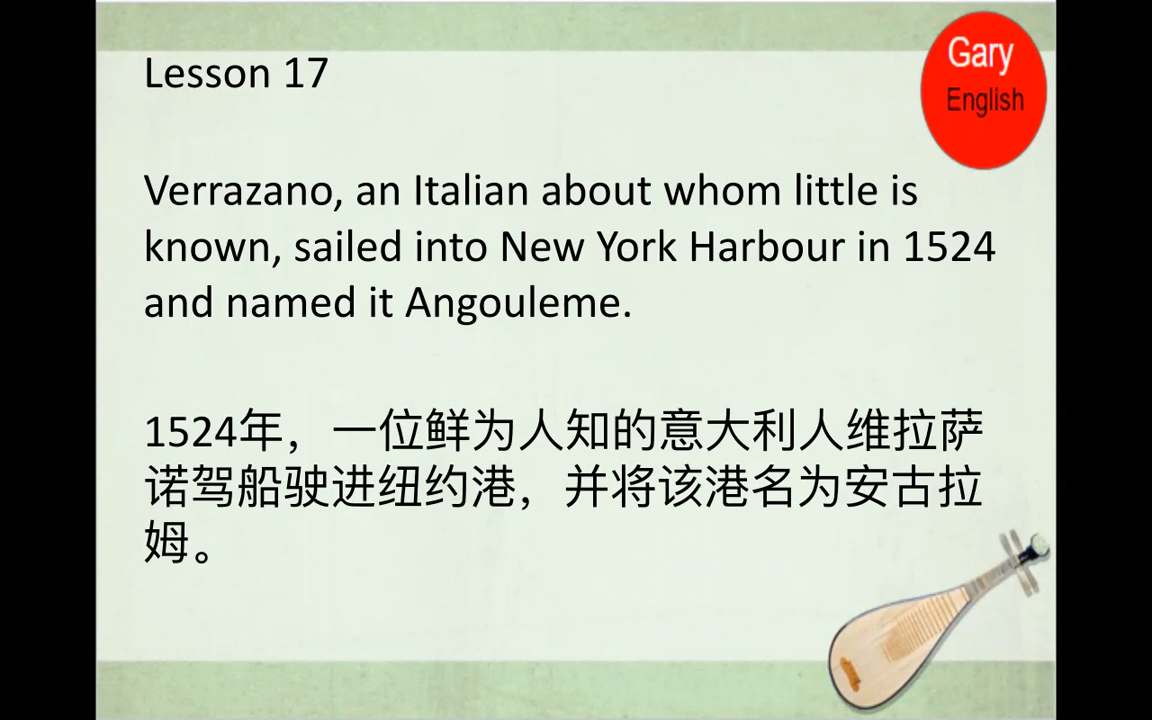 Lesson 17
Gary
English
Verrazano, an Italian about whom little is
known, sailed into New York Harbour in 1524
and named it Angouleme.
1524年，一位鲜为人知的意大利人维拉萨
诺驾船驶进纽约港，并将该港名为安古拉
姆。